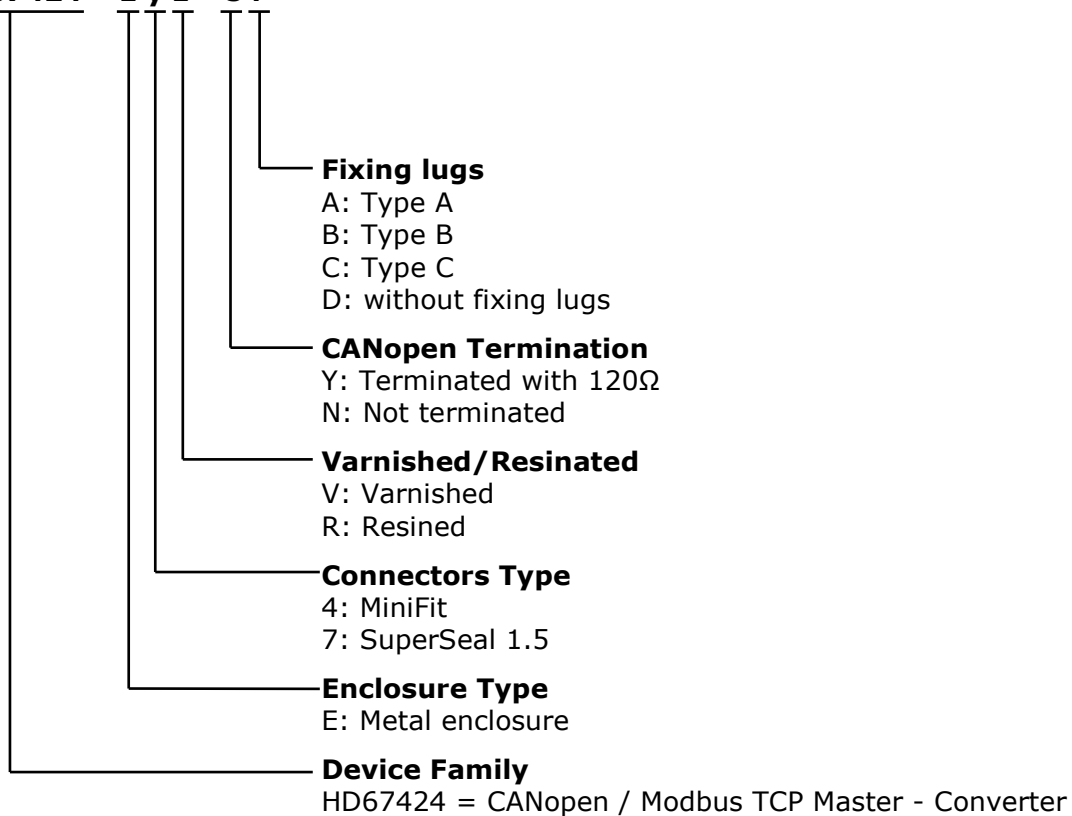 Fixing lugs
A: Type A
B: Type B
C: Type C
D: without fixing lugs
CANopen Termination
Y: Terminated with 120Ω
N: Not terminated
Varnished/Resinated
V: Varnished
R: Resined
Connectors Type
4: MiniFit
7: SuperSeal 1.5
Enclosure Type
E: Metal enclosure
Device Family
HD67424 = CANopen / Modbus TCP Master - Converter